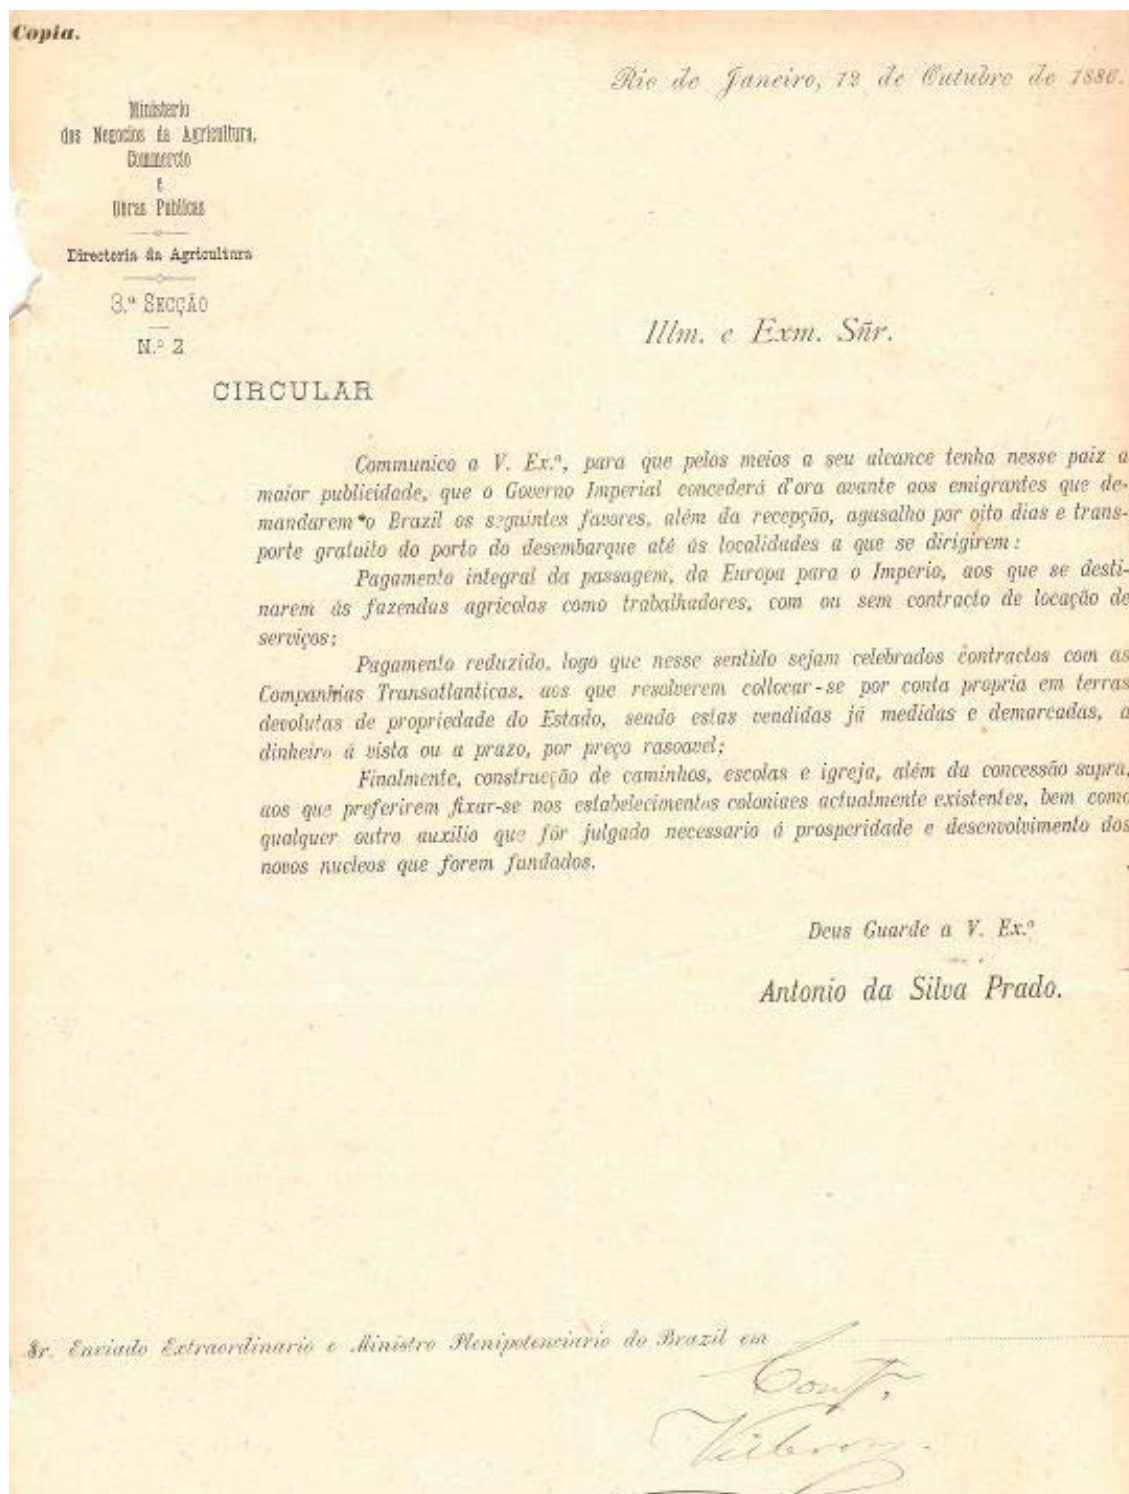 Copia.
Rio de Janeiro, 12 de Outubro de 1886.
Ministerio
dos Negocios da Agricultura,
Commercio
e
Obras Publicas
Directoria da Agricultura
3.ª SECÇÃO
N.º 2
Illm. e Exm. Sñr.
CIRCULAR
Communico a V. Ex.ª, para que pelos meios a seu alcance tenha nesse paiz a
maior publicidade, que o Governo Imperial concederá d'ora avante aos emigrantes que de-
mandarem o Brazil os seguintes favores, além da recepção, agasalho por oito dias e trans-
porte gratuito do porto do desembarque até ás localidades a que se dirigirem:
Pagamento integral da passagem, da Europa para o Imperio, aos que se desti-
narem ás fazendas agricolas como trabalhadores, com ou sem contracto de locação de
serviços;
Pagamento reduzido, logo que nesse sentido sejam celebrados contractos com as
Companhias Transatlanticas, aos que resolverem collocar-se por conta propria em terras
devolutas de propriedade do Estado, sendo estas vendidas já medidas e demarcadas, a
dinheiro á vista ou a prazo, por preço rasoavel;
Finalmente, construcção de caminhos, escolas e igreja, além da concessão supra,
aos que preferirem fixar-se nos estabelecimentos coloniaes actualmente existentes, bem como
qualquer outro auxilio que fôr julgado necessario á prosperidade e desenvolvimento dos
novos nucleos que forem fundados.
Deus Guarde a V. Ex.ª
Antonio da Silva Prado.
Sr. Enviado Extraordinario e Ministro Plenipotenciario do Brazil em
Conf.